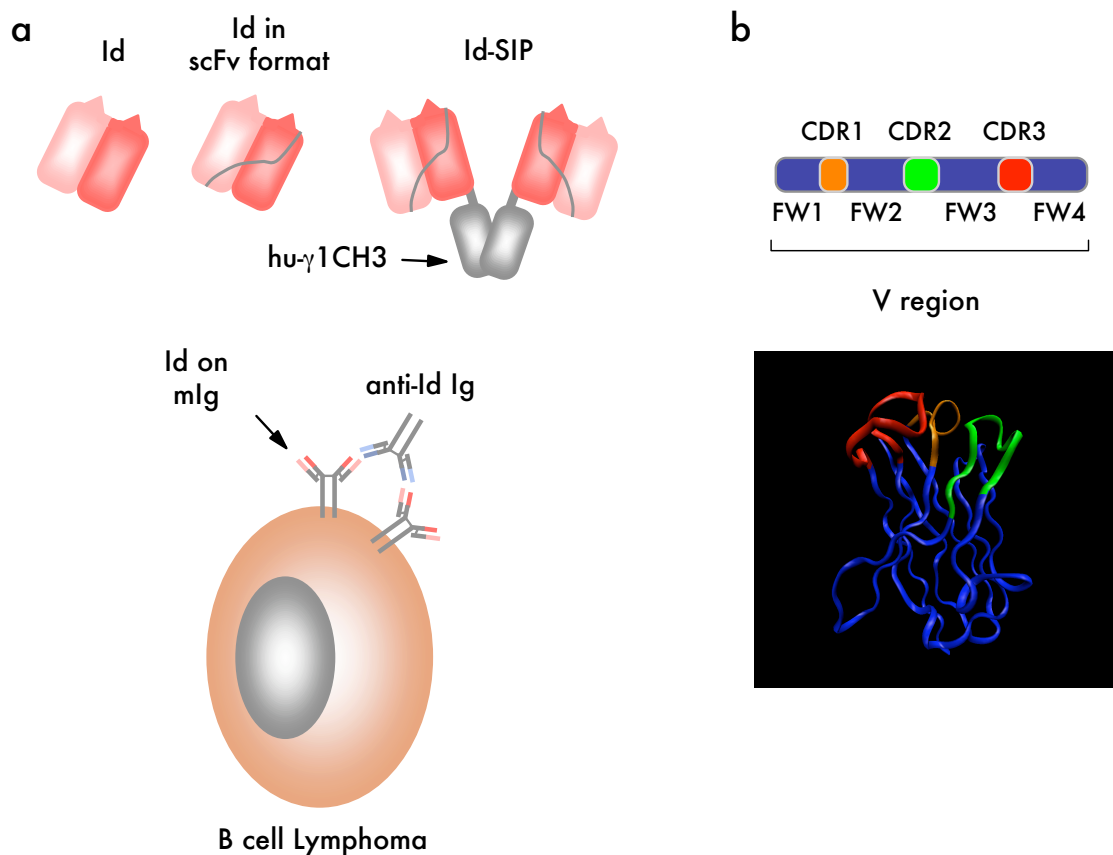 a
Id
Id in
scFv format
Id-SIP
hu-γ1CH3
Id on
mIg
anti-Id Ig
B cell Lymphoma
b
CDR1 CDR2 CDR3
FW1 FW2 FW3 FW4
V region